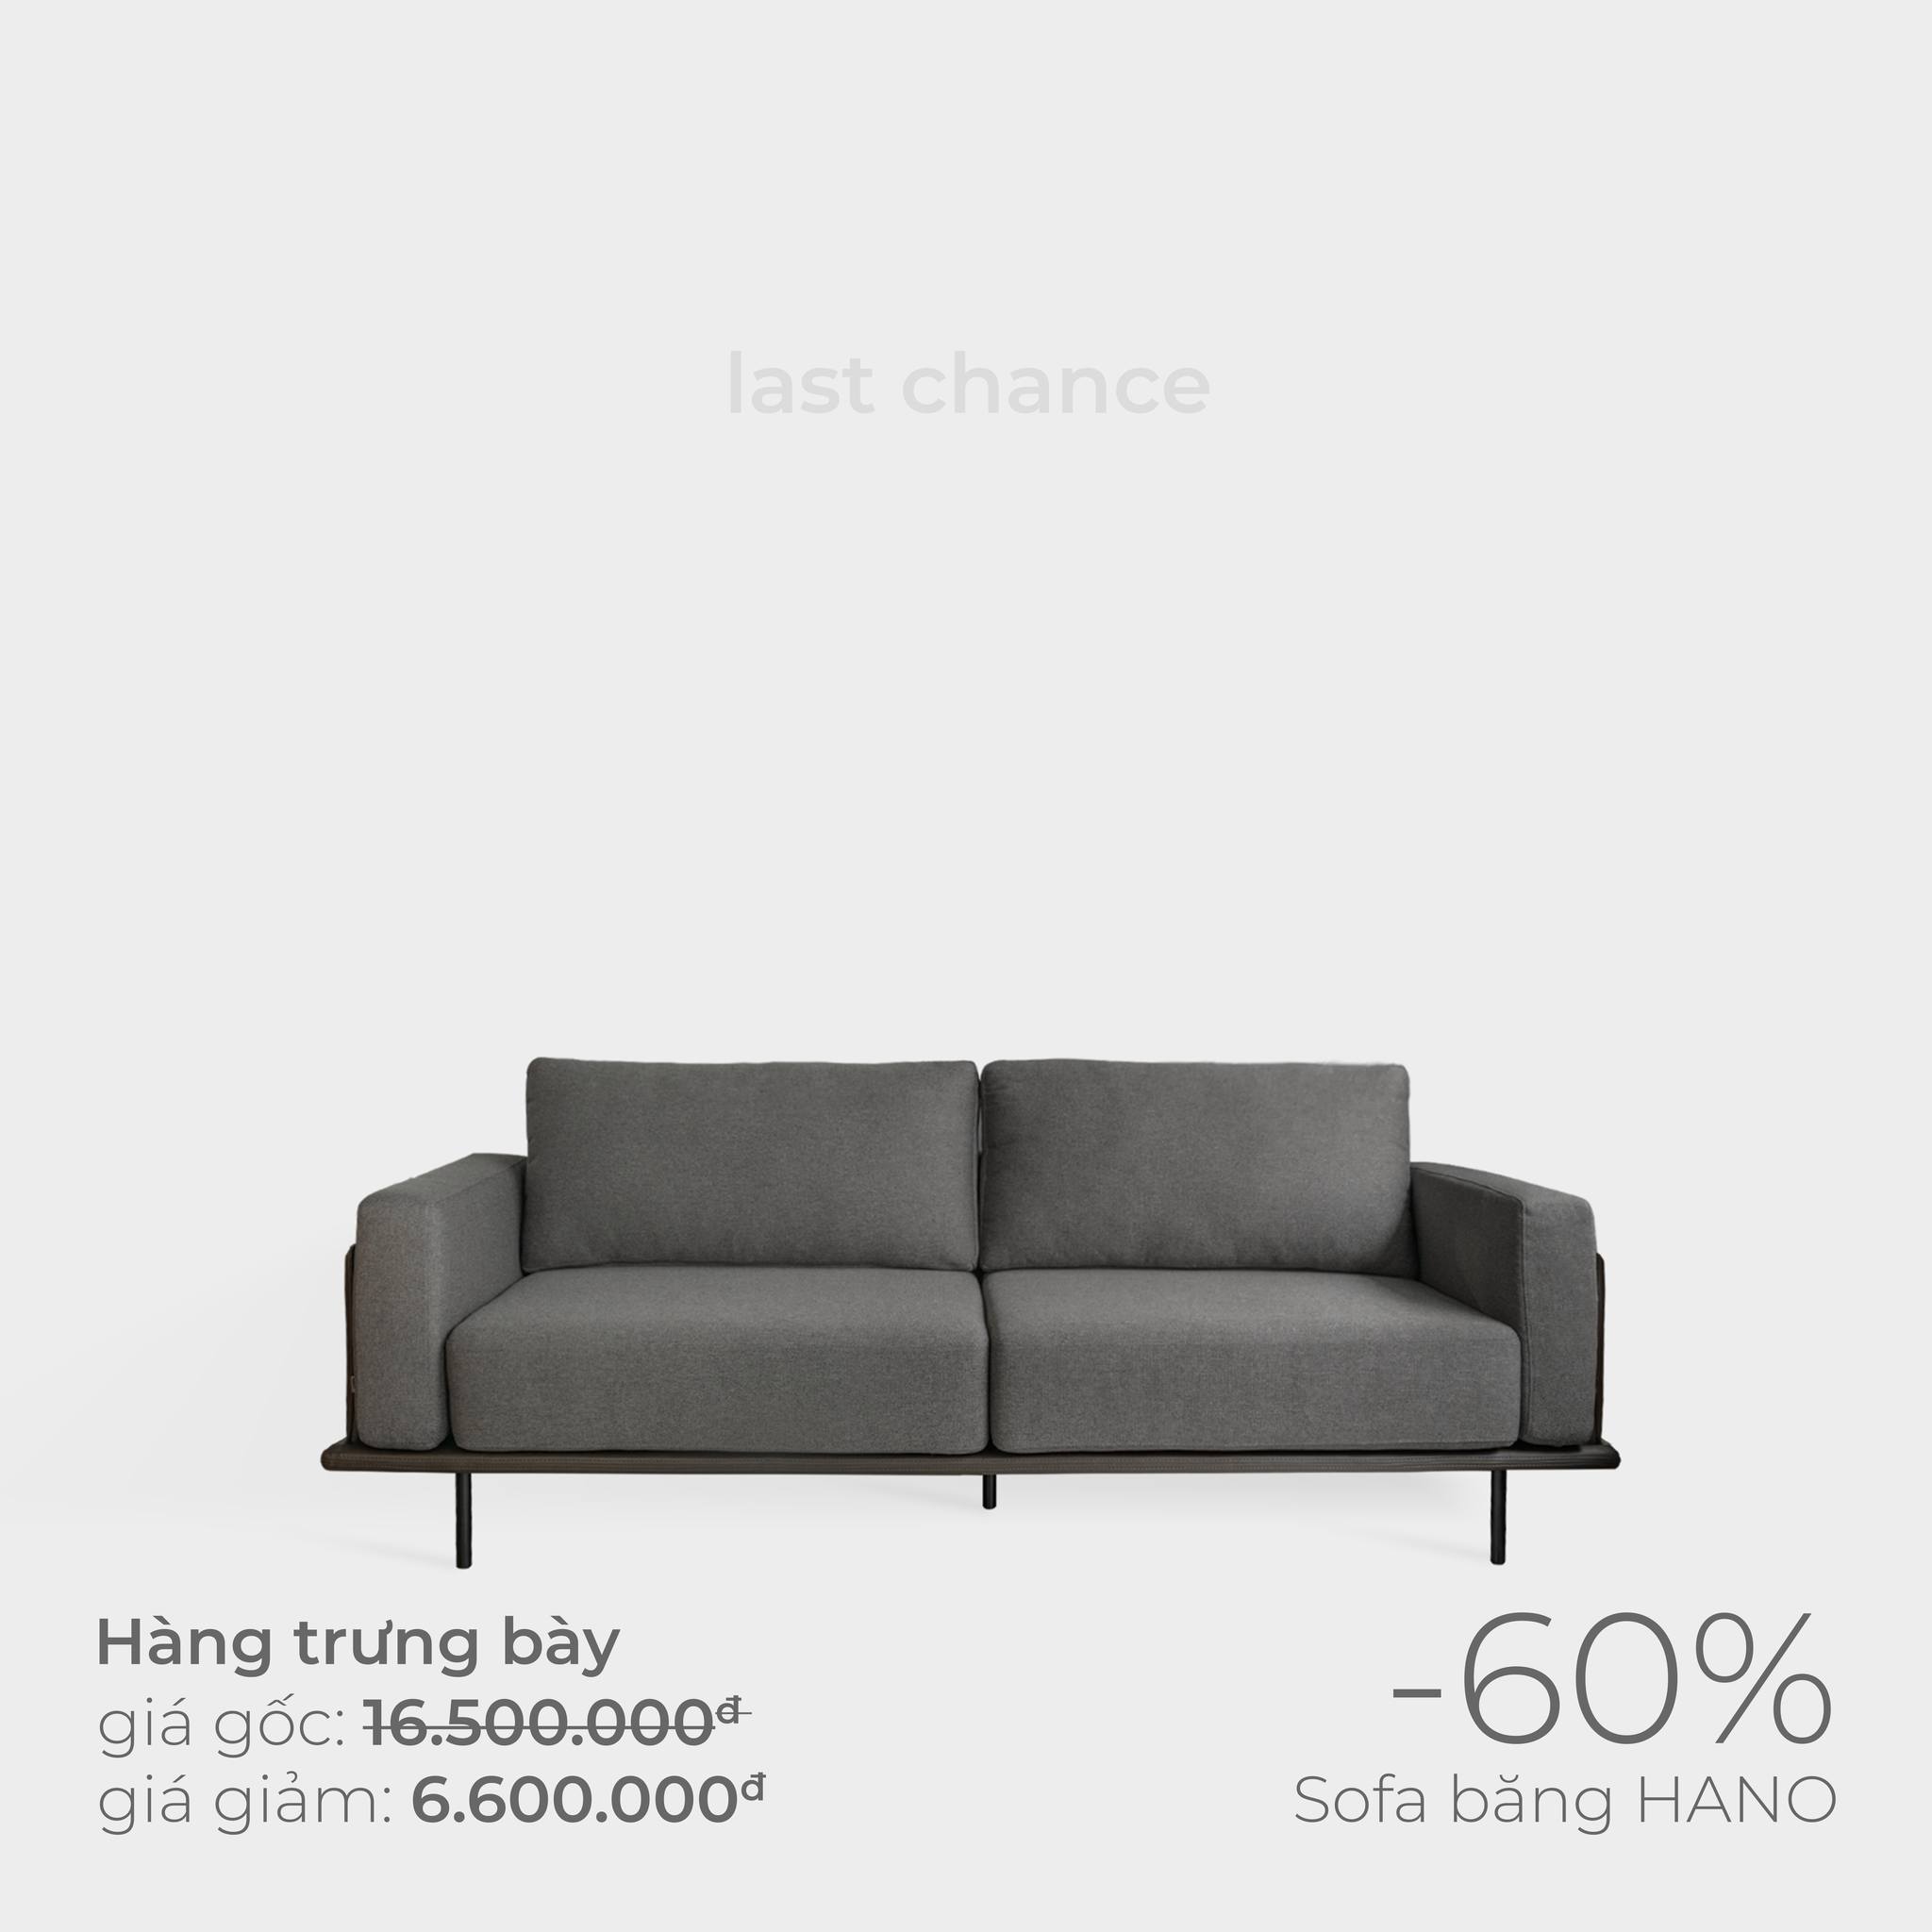 last chance
Hàng trưng bày
giá gốc: 16.500.000đ
giá giảm: 6.600.000đ
-60%
Sofa băng HANO